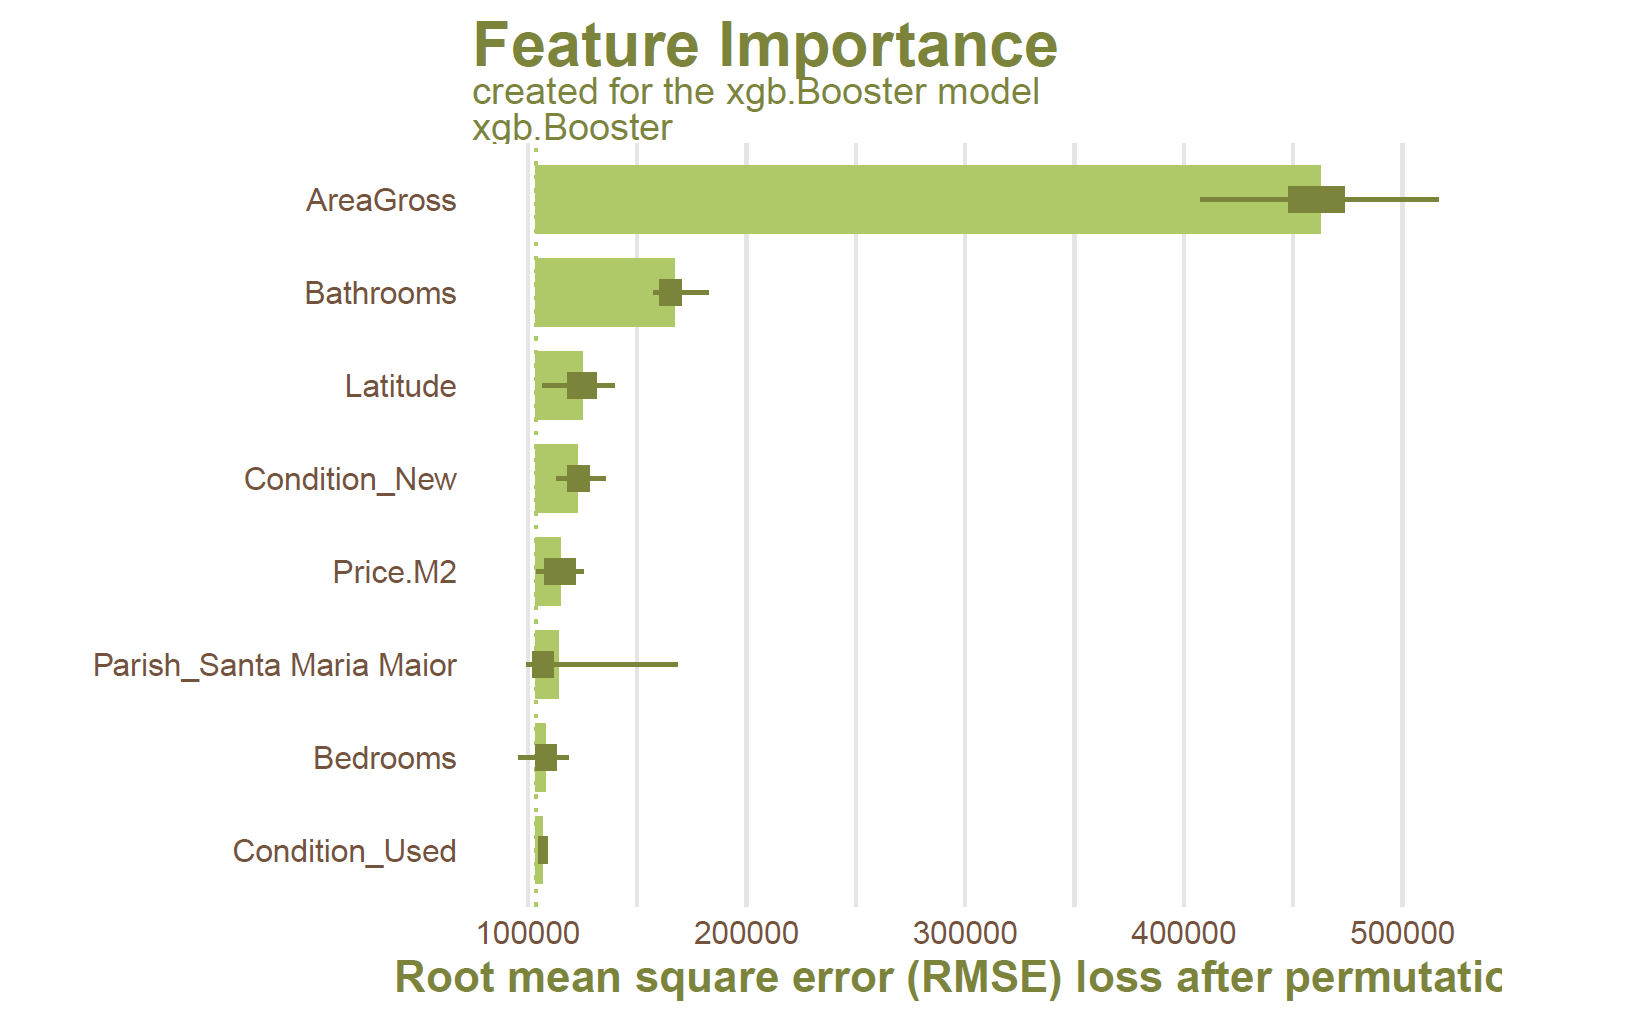 Feature Importance
created for the xgb.Booster model
xgb.Booster
AreaGross
Bathrooms
Latitude
Condition_New
Price.M2
Parish_Santa Maria Maior
Bedrooms
Condition_Used
100000 200000 300000 400000 500000
Root mean square error (RMSE) loss after permutatic